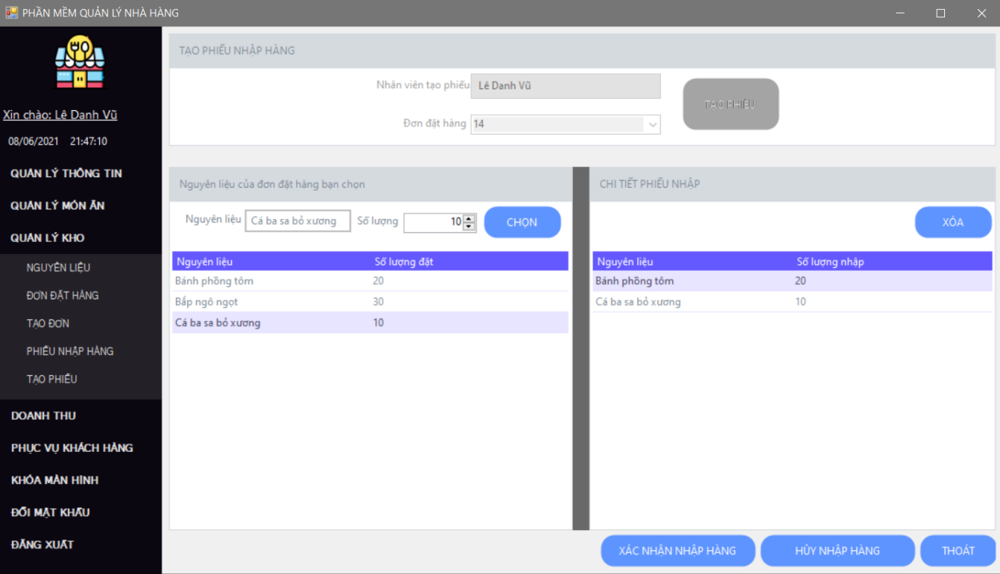 PHẦN MỀM QUẢN LÝ NHÀ HÀNG
Xin chào: Lê Danh Vũ
08/06/2021 21:47:10
QUẢN LÝ THÔNG TIN
QUẢN LÝ MÓN ĂN
QUẢN LÝ KHO
NGUYÊN LIỆU
ĐƠN ĐẶT HÀNG
TẠO ĐƠN
PHIẾU NHẬP HÀNG
TẠO PHIẾU
DOANH THU
PHỤC VỤ KHÁCH HÀNG
KHÓA MÀN HÌNH
ĐỔI MẬT KHẨU
ĐĂNG XUẤT
TẠO PHIẾU NHẬP HÀNG
Nhân viên tạo phiếu Lê Danh Vũ
TẠO PHIẾU
Đơn đặt hàng 14
Nguyên liệu của đơn đặt hàng bạn chọn
Nguyên liệu Cá ba sa bỏ xương Số lượng 10 CHỌN
Nguyên liệu Số lượng đặt
Bánh phồng tôm 20
Bắp ngô ngọt 30
Cá ba sa bỏ xương 10
CHI TIẾT PHIẾU NHẬP
XÓA
Nguyên liệu Số lượng nhập
Bánh phồng tôm 20
Cá ba sa bỏ xương 10
XÁC NHẬN NHẬP HÀNG HỦY NHẬP HÀNG THOÁT